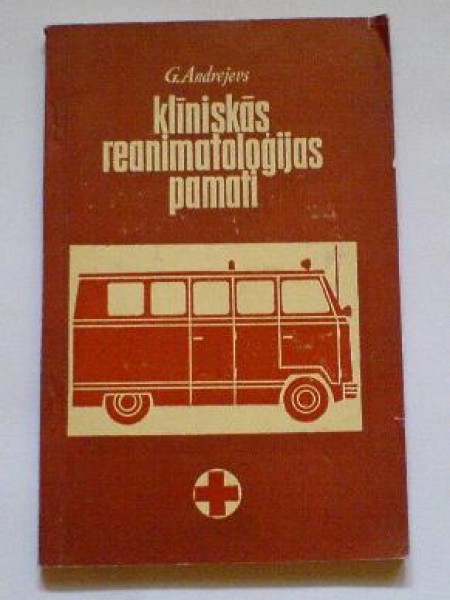 G.Andrejevs
klīniskās
reanimatoloģijas
pamati